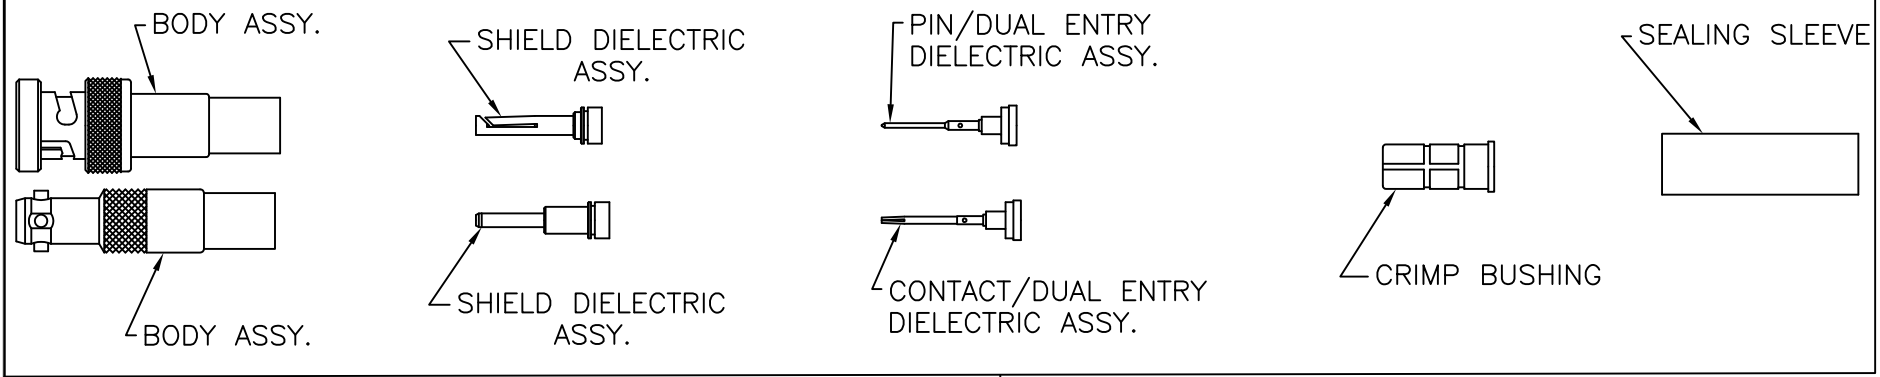 BODY ASSY.
SHIELD DIELECTRIC
ASSY.
PIN/DUAL ENTRY
DIELECTRIC ASSY.
SEALING SLEEVE
BODY ASSY.
SHIELD DIELECTRIC
ASSY.
CONTACT/DUAL ENTRY
DIELECTRIC ASSY.
CRIMP BUSHING